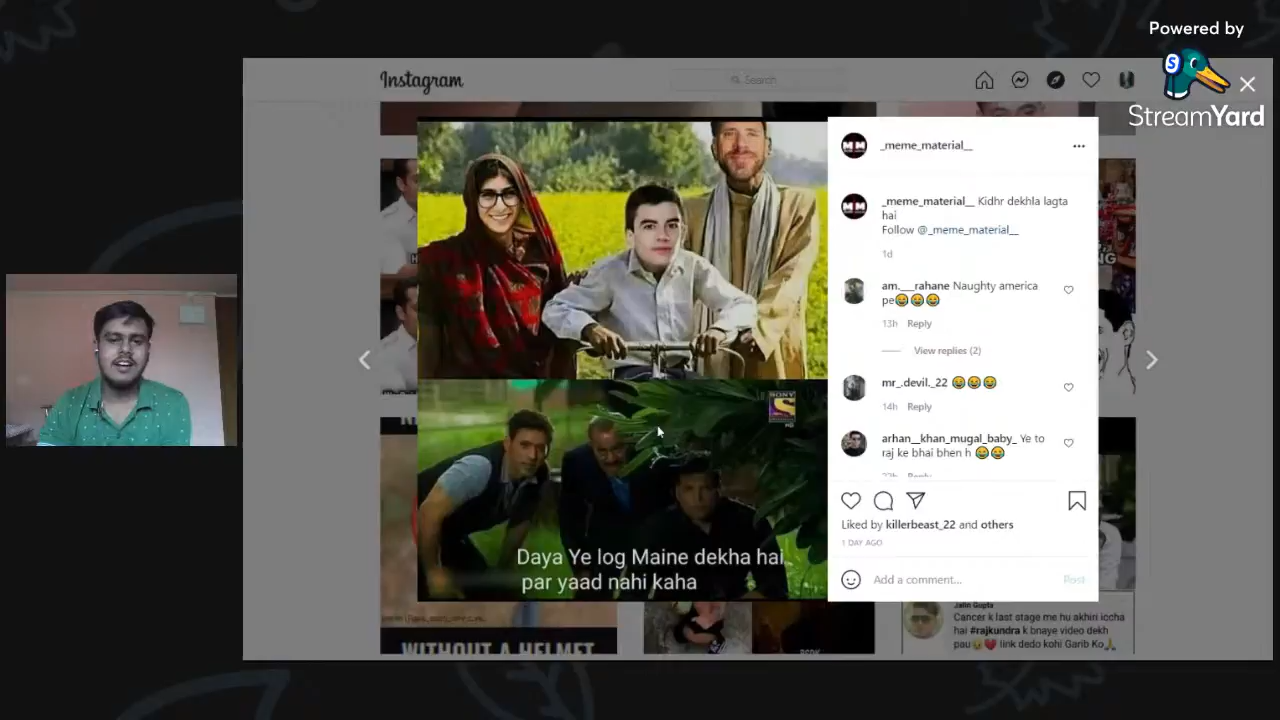 Powered by
StreamYard
Instagram
Search
_meme_material__
_meme_material__ Kidhr dekhla lagta
hai
Follow @_meme_material__
1d
am.___rahane Naughty america
pe😂😂😂
13h Reply
View replies (2)
mr_.devil._22 😂😂😂
14h Reply
arhan__khan_mugal_baby_ Ye to
raj ke bhai bhen h 😂😂
Reply
SONY
HD
Daya Ye log Maine dekha hai
par yaad nahi kaha
Liked by killerbeast_22 and others
1 DAY AGO
Add a comment...
Post
WITHOUT A HELMET
Jatin Gupta
Cancer k last stage me hu akhiri iccha
hai #rajkundra k bnaye video dekh
pau😥❤️ link dedo kohi Garib Ko🙏